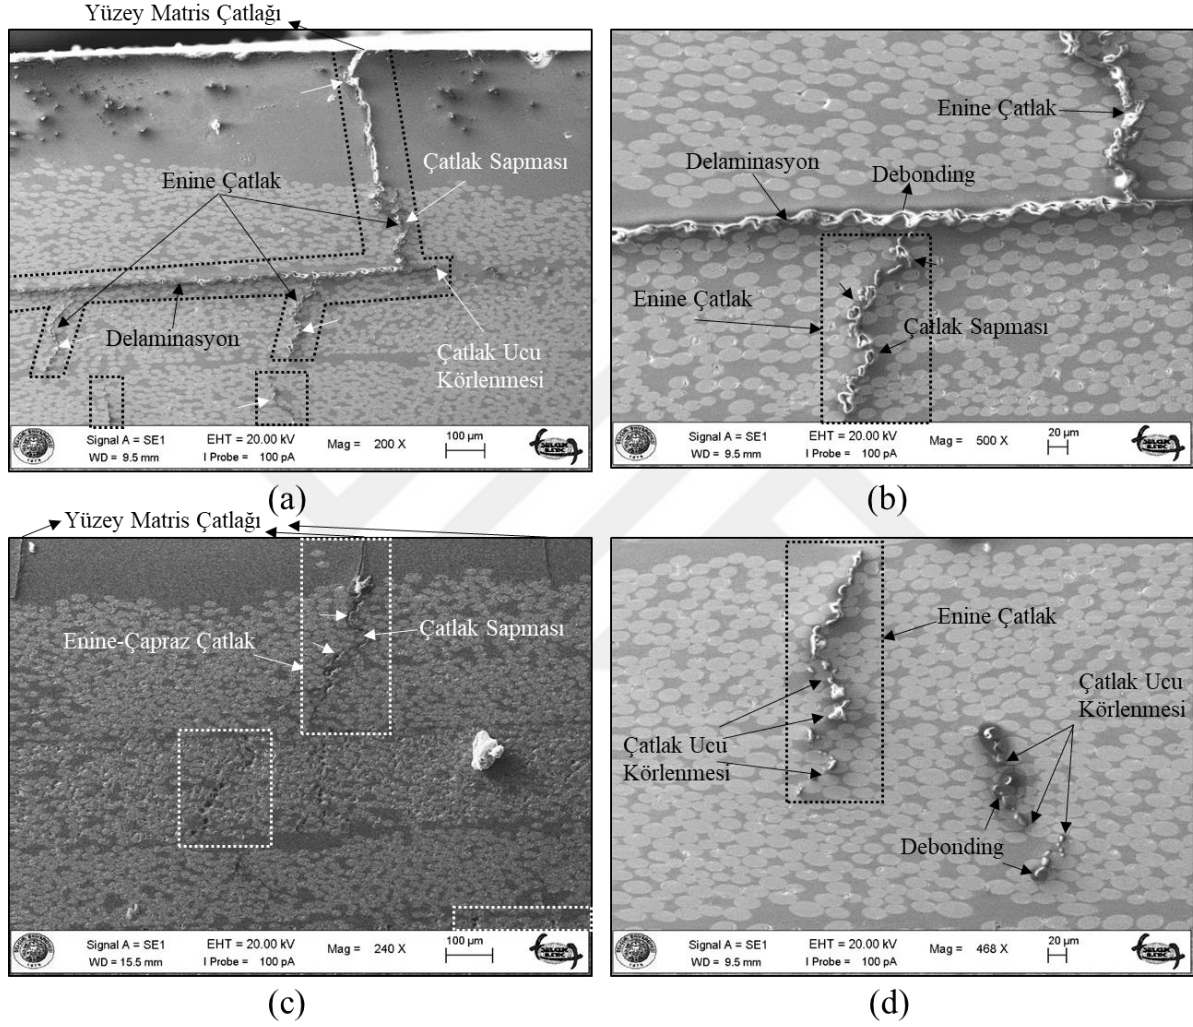 Yüzey Matris Çatlağı
Enine Çatlak
Çatlak Sapması
Delaminasyon
Çatlak Ucu
Körlenmesi
Signal A = SE1
EHT = 20.00 kV
Mag = 200 X
100 µm
WD = 9.5 mm
I Probe = 100 pA
(a)
Enine Çatlak
Delaminasyon
Debonding
Enine Çatlak
Çatlak Sapması
Signal A = SE1
EHT = 20.00 kV
Mag = 500 X
20 µm
WD = 9.5 mm
I Probe = 100 pA
(b)
Yüzey Matris Çatlağı
Enine-Çapraz Çatlak
Çatlak Sapması
Signal A = SE1
EHT = 20.00 kV
Mag = 240 X
100 µm
WD = 15.5 mm
I Probe = 100 pA
(c)
Enine Çatlak
Çatlak Ucu
Körlenmesi
Çatlak Ucu
Körlenmesi
Debonding
Signal A = SE1
EHT = 20.00 kV
Mag = 468 X
20 µm
WD = 9.5 mm
I Probe = 100 pA
(d)